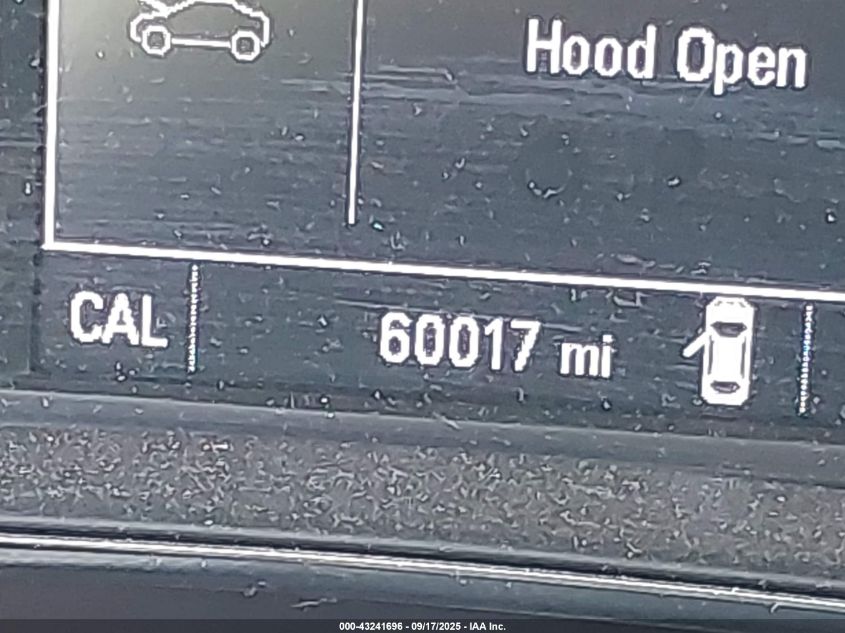 Hood Open
CAL
60017 mi
000-43241696 - 09/17/2025 - IAA Inc.